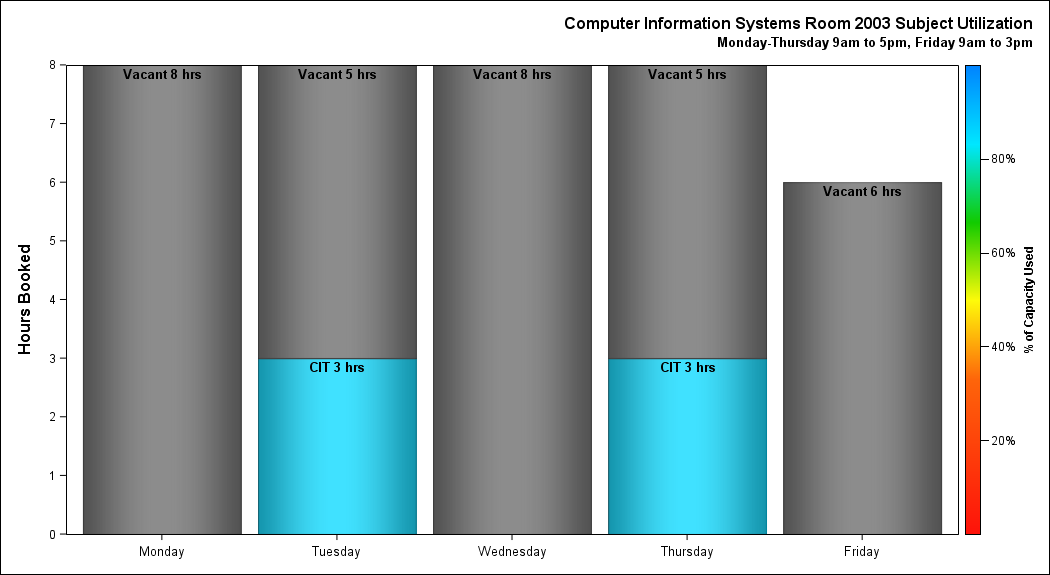 Computer Information Systems Room 2003 Subject Utilization
Monday-Thursday 9am to 5pm, Friday 9am to 3pm
Hours Booked
8
7
6
5
4
3
2
1
0
Vacant 8 hrs
Vacant 5 hrs
Vacant 8 hrs
Vacant 5 hrs
Vacant 6 hrs
CIT 3 hrs
CIT 3 hrs
Monday
Tuesday
Wednesday
Thursday
Friday
80%
60%
40%
20%
% of Capacity Used